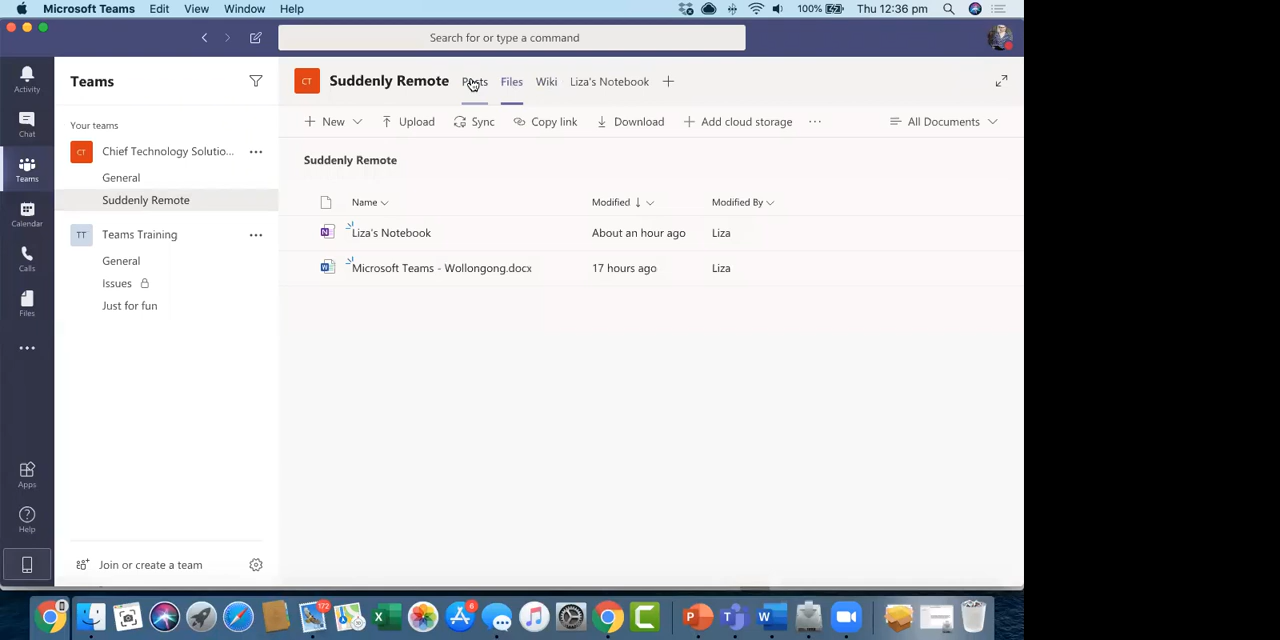 Microsoft Teams Edit View Window Help 100% Thu 12:36 pm
Search for or type a command
Activity
Chat
Teams
Calendar
Calls
Files
Apps
Help
Teams
Your teams
CT Chief Technology Solutio...
General
Suddenly Remote
TT Teams Training
General
Issues
Just for fun
Join or create a team
CT Suddenly Remote Posts Files Wiki Liza's Notebook
New Upload Sync Copy link Download Add cloud storage All Documents
Suddenly Remote
Name Modified Modified By
Liza's Notebook About an hour ago Liza
Microsoft Teams - Wollongong.docx 17 hours ago Liza
172
6